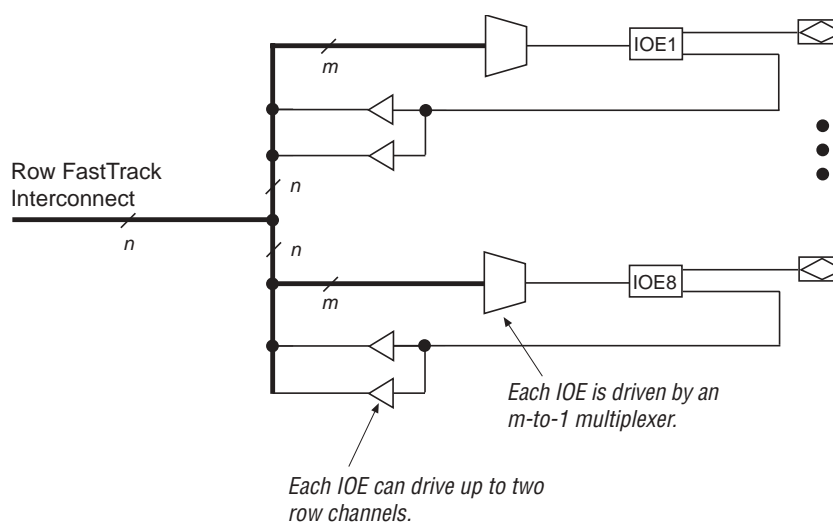 m
IOE1
Row FastTrack
Interconnect
n
n
n
m
IOE8
Each IOE is driven by an
m-to-1 multiplexer.
Each IOE can drive up to two
row channels.